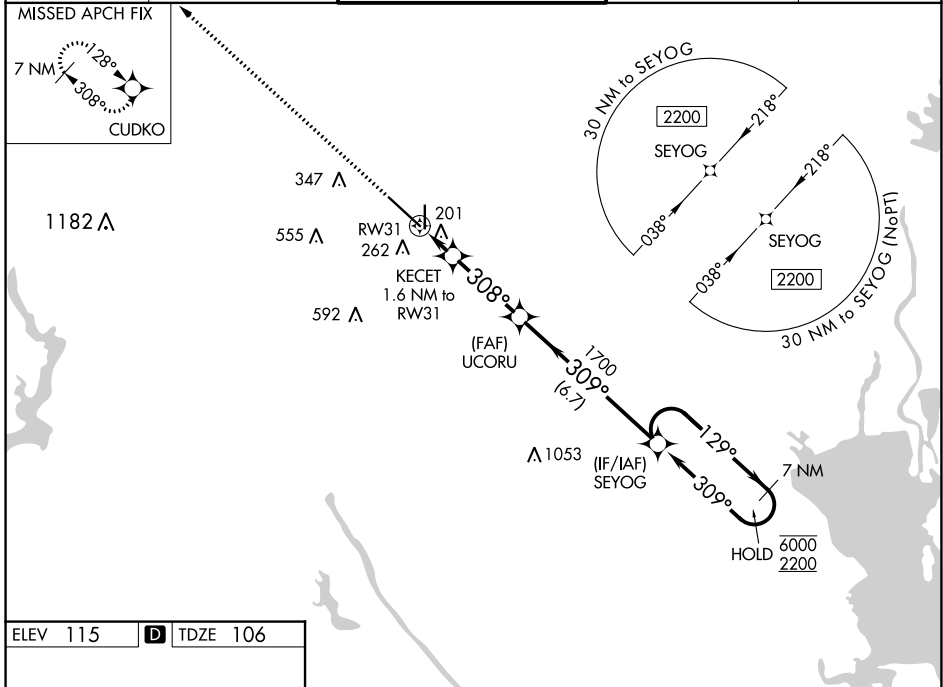 MISSED APCH FIX
7 NM
128°
308°
CUDKO
30 NM to SEYOG
2200
SEYOG
218°
038°
218°
SEYOG
038°
2200
30 NM to SEYOG (NoPT)
347
1182
555
201
RW31
262
KECET
1.6 NM to
RW31
308°
592
(FAF)
UCORU
1700
309°
(6.7)
1053
(IF/IAF)
SEYOG
129°
309°
7 NM
HOLD
6000
2200
ELEV 115 D TDZE 106